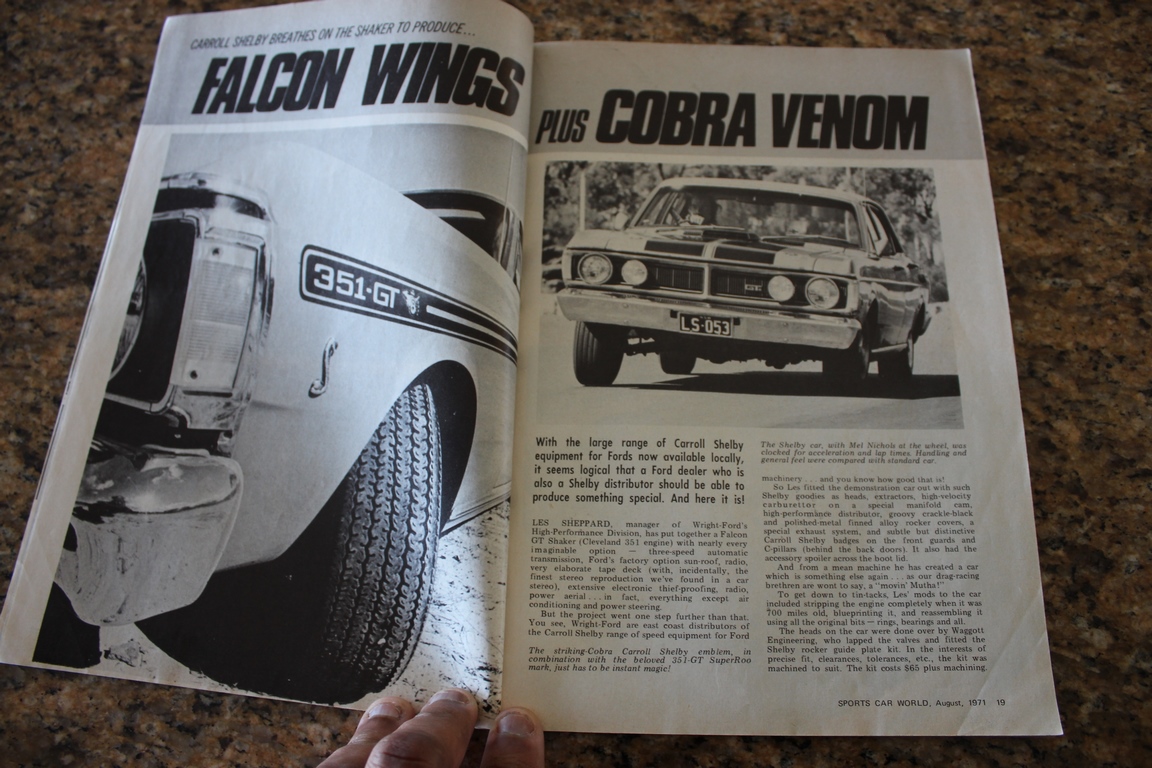 CARROLL SHELBY BREATHES ON THE SHAKER TO PRODUCE...
FALCON WINGS
351-GT
PLUS COBRA VENOM
GT
LS·053
With the large range of Carroll Shelby
equipment for Fords now available locally,
it seems logical that a Ford dealer who is
also a Shelby distributor should be able to
produce something special. And here it is!
LES SHEPPARD, manager of Wright-Ford's
High-Performance Division, has put together a Falcon
GT Shaker (Cleveland 351 engine) with nearly every
imaginable option — three-speed automatic
transmission, Ford's factory option sun-roof, radio,
very elaborate tape deck (with, incidentally, the
finest stereo reproduction we've found in a car
stereo), extensive electronic thief-proofing, radio,
power aerial . . . in fact, everything except air
conditioning and power steering.
But the project went one step further than that.
You see, Wright-Ford are east coast distributors of
the Carroll Shelby range of speed equipment for Ford
The striking-Cobra Carroll Shelby emblem, in
combination with the beloved 351-GT SuperRoo
mark, just has to be instant magic!
The Shelby car, with Mel Nichols at the wheel, was
clocked for acceleration and lap times. Handling and
general feel were compared with standard car.
machinery . . . and you know how good that is!
So Les fitted the demonstration car out with such
Shelby goodies as heads, extractors, high-velocity
carburettor on a special manifold cam,
high-performance distributor, groovy crackle-black
and polished-metal finned alloy rocker covers, a
special exhaust system, and subtle but distinctive
Carroll Shelby badges on the front guards and
C-pillars (behind the back doors). It also had the
accessory spoiler across the boot lid.
And from a mean machine he has created a car
which is something else again . . . as our drag-racing
brethren are wont to say, a "movin' Mutha!"
To get down to tin-tacks, Les' mods to the car
included stripping the engine completely when it was
700 miles old, blueprinting it, and reassembling it
using all the original bits — rings, bearings and all.
The heads on the car were done over by Waggott
Engineering, who lapped the valves and fitted the
Shelby rocker guide plate kit. In the interests of
precise fit, clearances, tolerances, etc., the kit was
machined to suit. The kit costs $65 plus machining.
SPORTS CAR WORLD, August, 1971 19